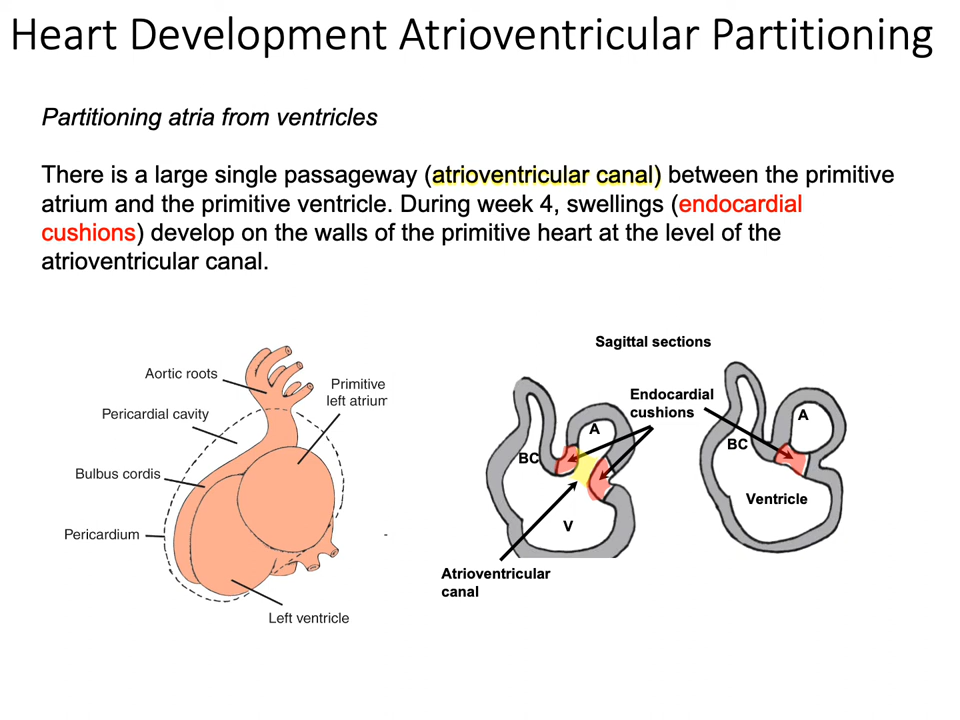 Heart Development Atrioventricular Partitioning
Partitioning atria from ventricles
There is a large single passageway (atrioventricular canal) between the primitive
atrium and the primitive ventricle. During week 4, swellings (endocardial
cushions) develop on the walls of the primitive heart at the level of the
atrioventricular canal.
Aortic roots
Pericardial cavity
Bulbus cordis
Pericardium
Primitive
left atrium
Left ventricle
Sagittal sections
Endocardial
cushions
A
BC
V
Atrioventricular
canal
A
BC
Ventricle